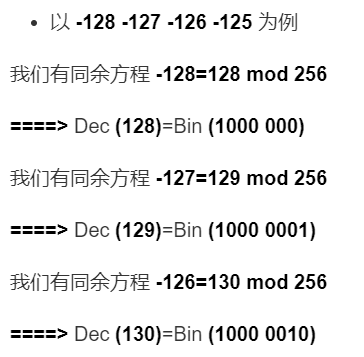 • 以 -128 -127 -126 -125 为例
我们有同余方程 -128=128 mod 256
====> Dec (128)=Bin (1000 000)
我们有同余方程 -127=129 mod 256
====> Dec (129)=Bin (1000 0001)
我们有同余方程 -126=130 mod 256
====> Dec (130)=Bin (1000 0010)